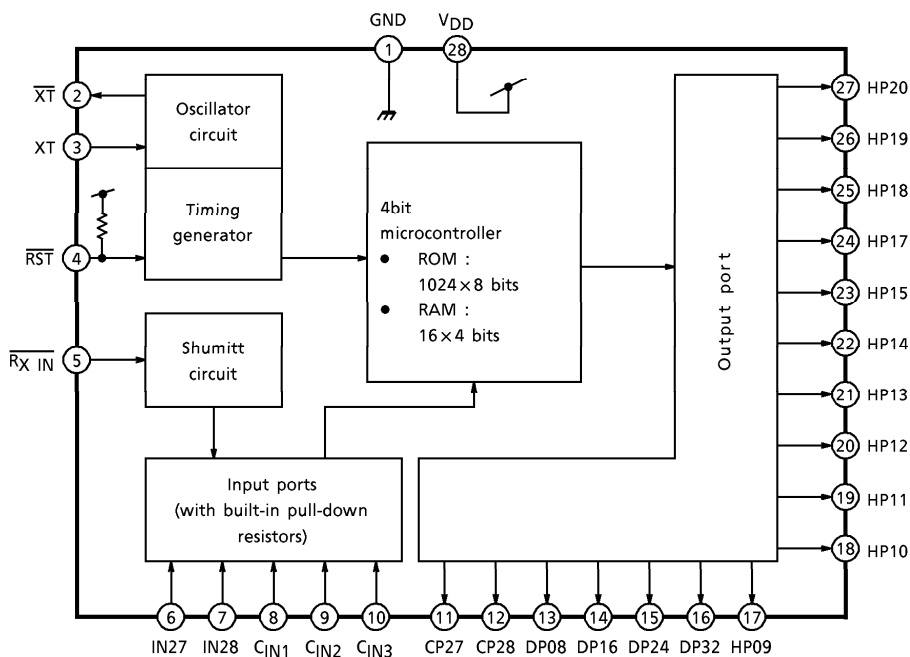 GND VDD
1 28
XT 2
XT 3
RST 4
RX IN 5
Oscillator
circuit
Timing
generator
Shumitt
circuit
4bit
microcontroller
● ROM :
1024×8 bits
● RAM :
16×4 bits
Input ports
(with built-in pull-down
resistors)
Output port
27 HP20
26 HP19
25 HP18
24 HP17
23 HP15
22 HP14
21 HP13
20 HP12
19 HP11
18 HP10
6 7 8 9 10 11 12 13 14 15 16 17
IN27 IN28 CIN1 CIN2 CIN3 CP27 CP28 DP08 DP16 DP24 DP32 HP09